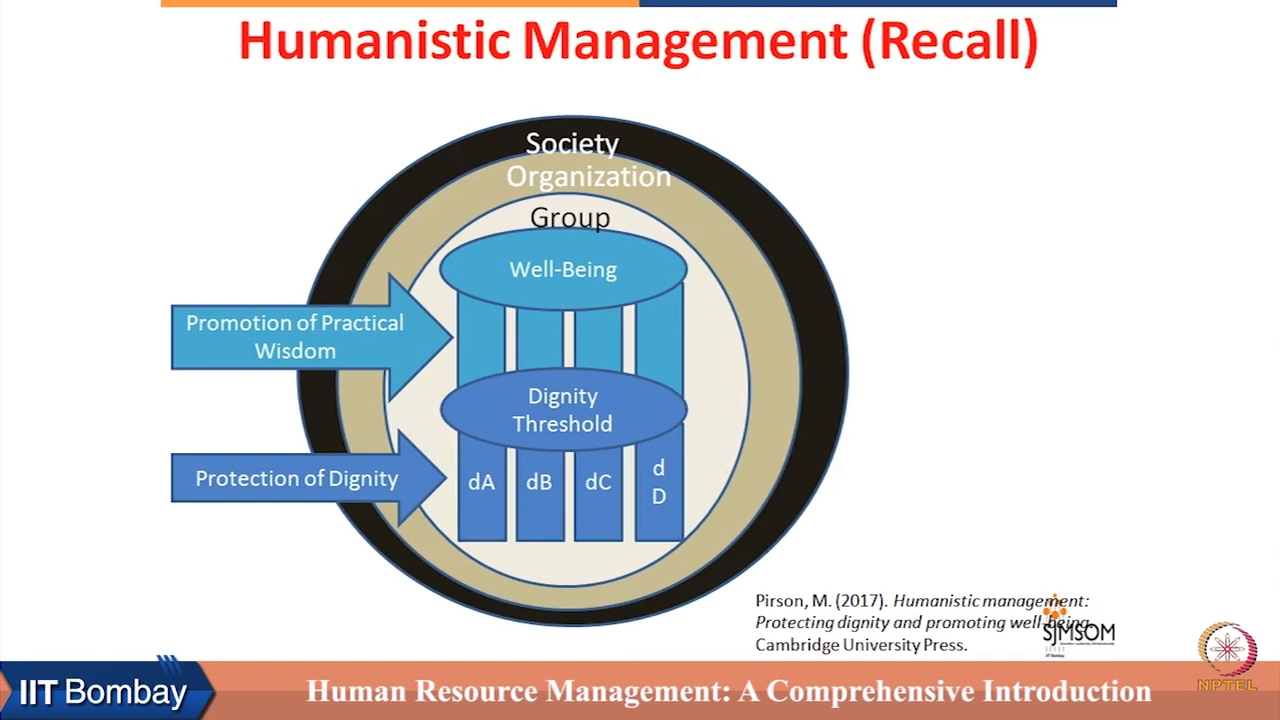 Humanistic Management (Recall)
Society
Organization
Group
Well-Being
Promotion of Practical
Wisdom
Dignity
Threshold
Protection of Dignity
dA
dB
dC
d
D
Pirson, M. (2017). Humanistic management:
Protecting dignity and promoting well-being.
Cambridge University Press.
SJMSOM
IIT Bombay
NPTEL
IIT Bombay
Human Resource Management: A Comprehensive Introduction